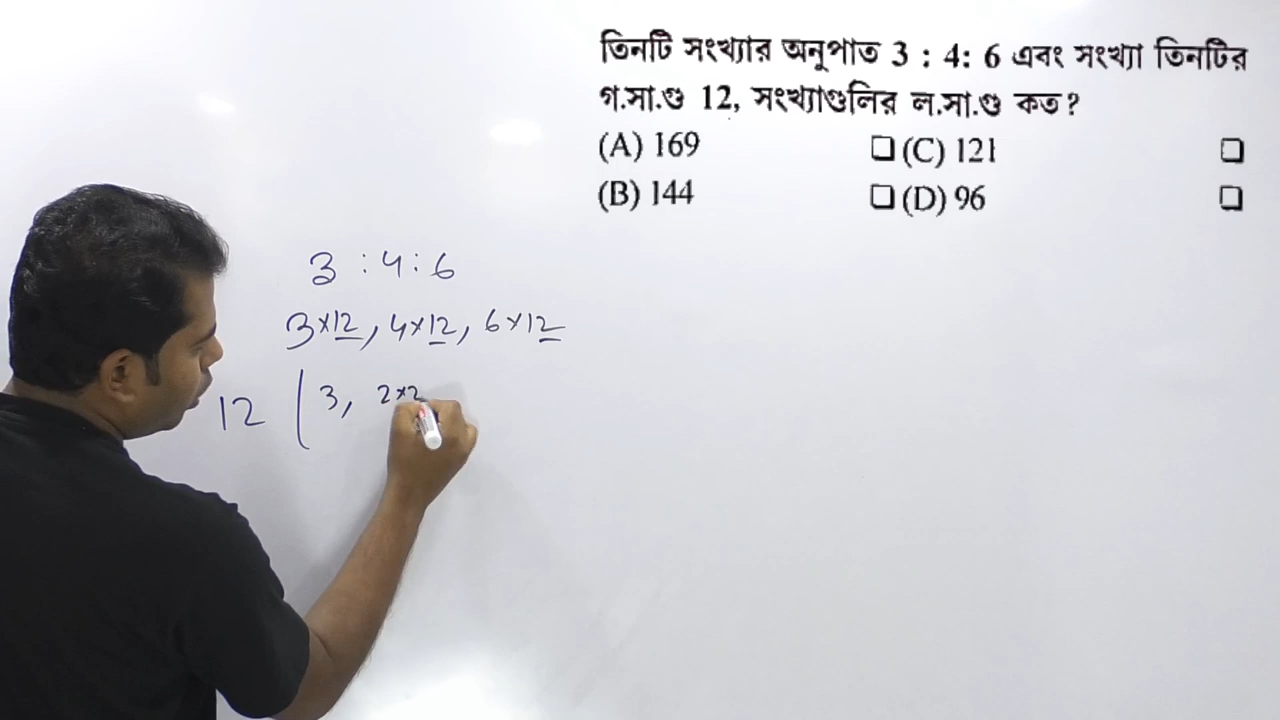 তিনটি সংখ্যার অনুপাত 3 : 4: 6 এবং সংখ্যা তিনটির
গ.সা.গু 12, সংখ্যাগুলির ল.সা.গু কত?
(A) 169 ☐ (C) 121 ☐
(B) 144 ☐ (D) 96 ☐
3 : 4 : 6
3×12, 4×12, 6×12
12 3, 2×2